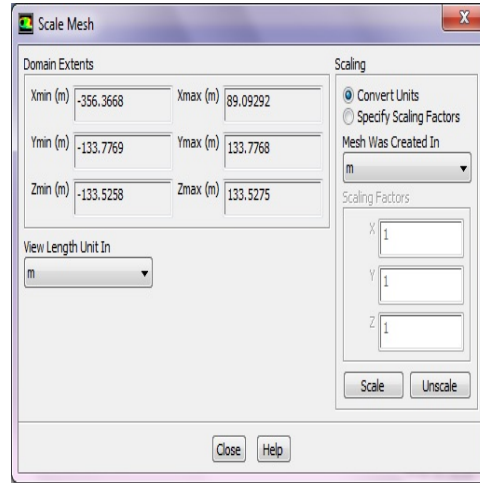 Scale Mesh
X
Domain Extents
Xmin (m) -356.3668 Xmax (m) 89.09292
Ymin (m) -133.7769 Ymax (m) 133.7768
Zmin (m) -133.5258 Zmax (m) 133.5275
View Length Unit In
m
Scaling
Convert Units
Specify Scaling Factors
Mesh Was Created In
m
Scaling Factors
X 1
Y 1
Z 1
Scale Unscale
Close Help